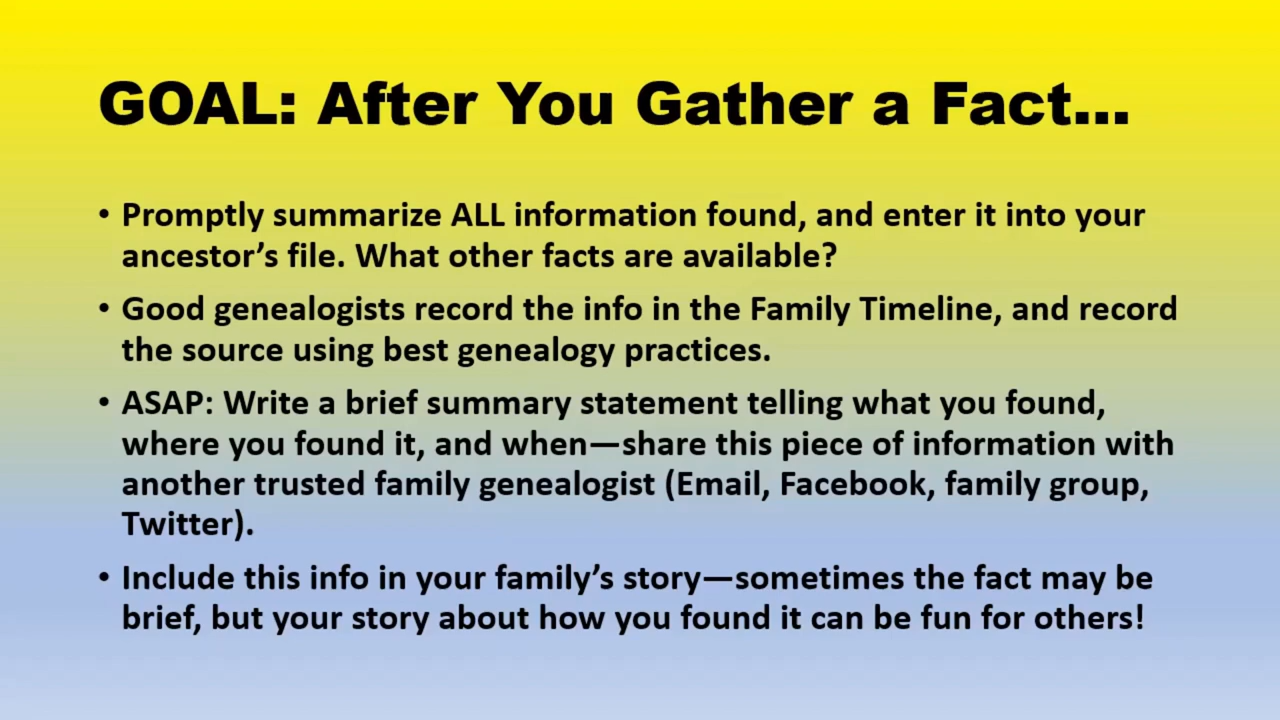 GOAL: After You Gather a Fact...
• Promptly summarize ALL information found, and enter it into your
ancestor’s file. What other facts are available?
• Good genealogists record the info in the Family Timeline, and record
the source using best genealogy practices.
• ASAP: Write a brief summary statement telling what you found,
where you found it, and when—share this piece of information with
another trusted family genealogist (Email, Facebook, family group,
Twitter).
• Include this info in your family’s story—sometimes the fact may be
brief, but your story about how you found it can be fun for others!